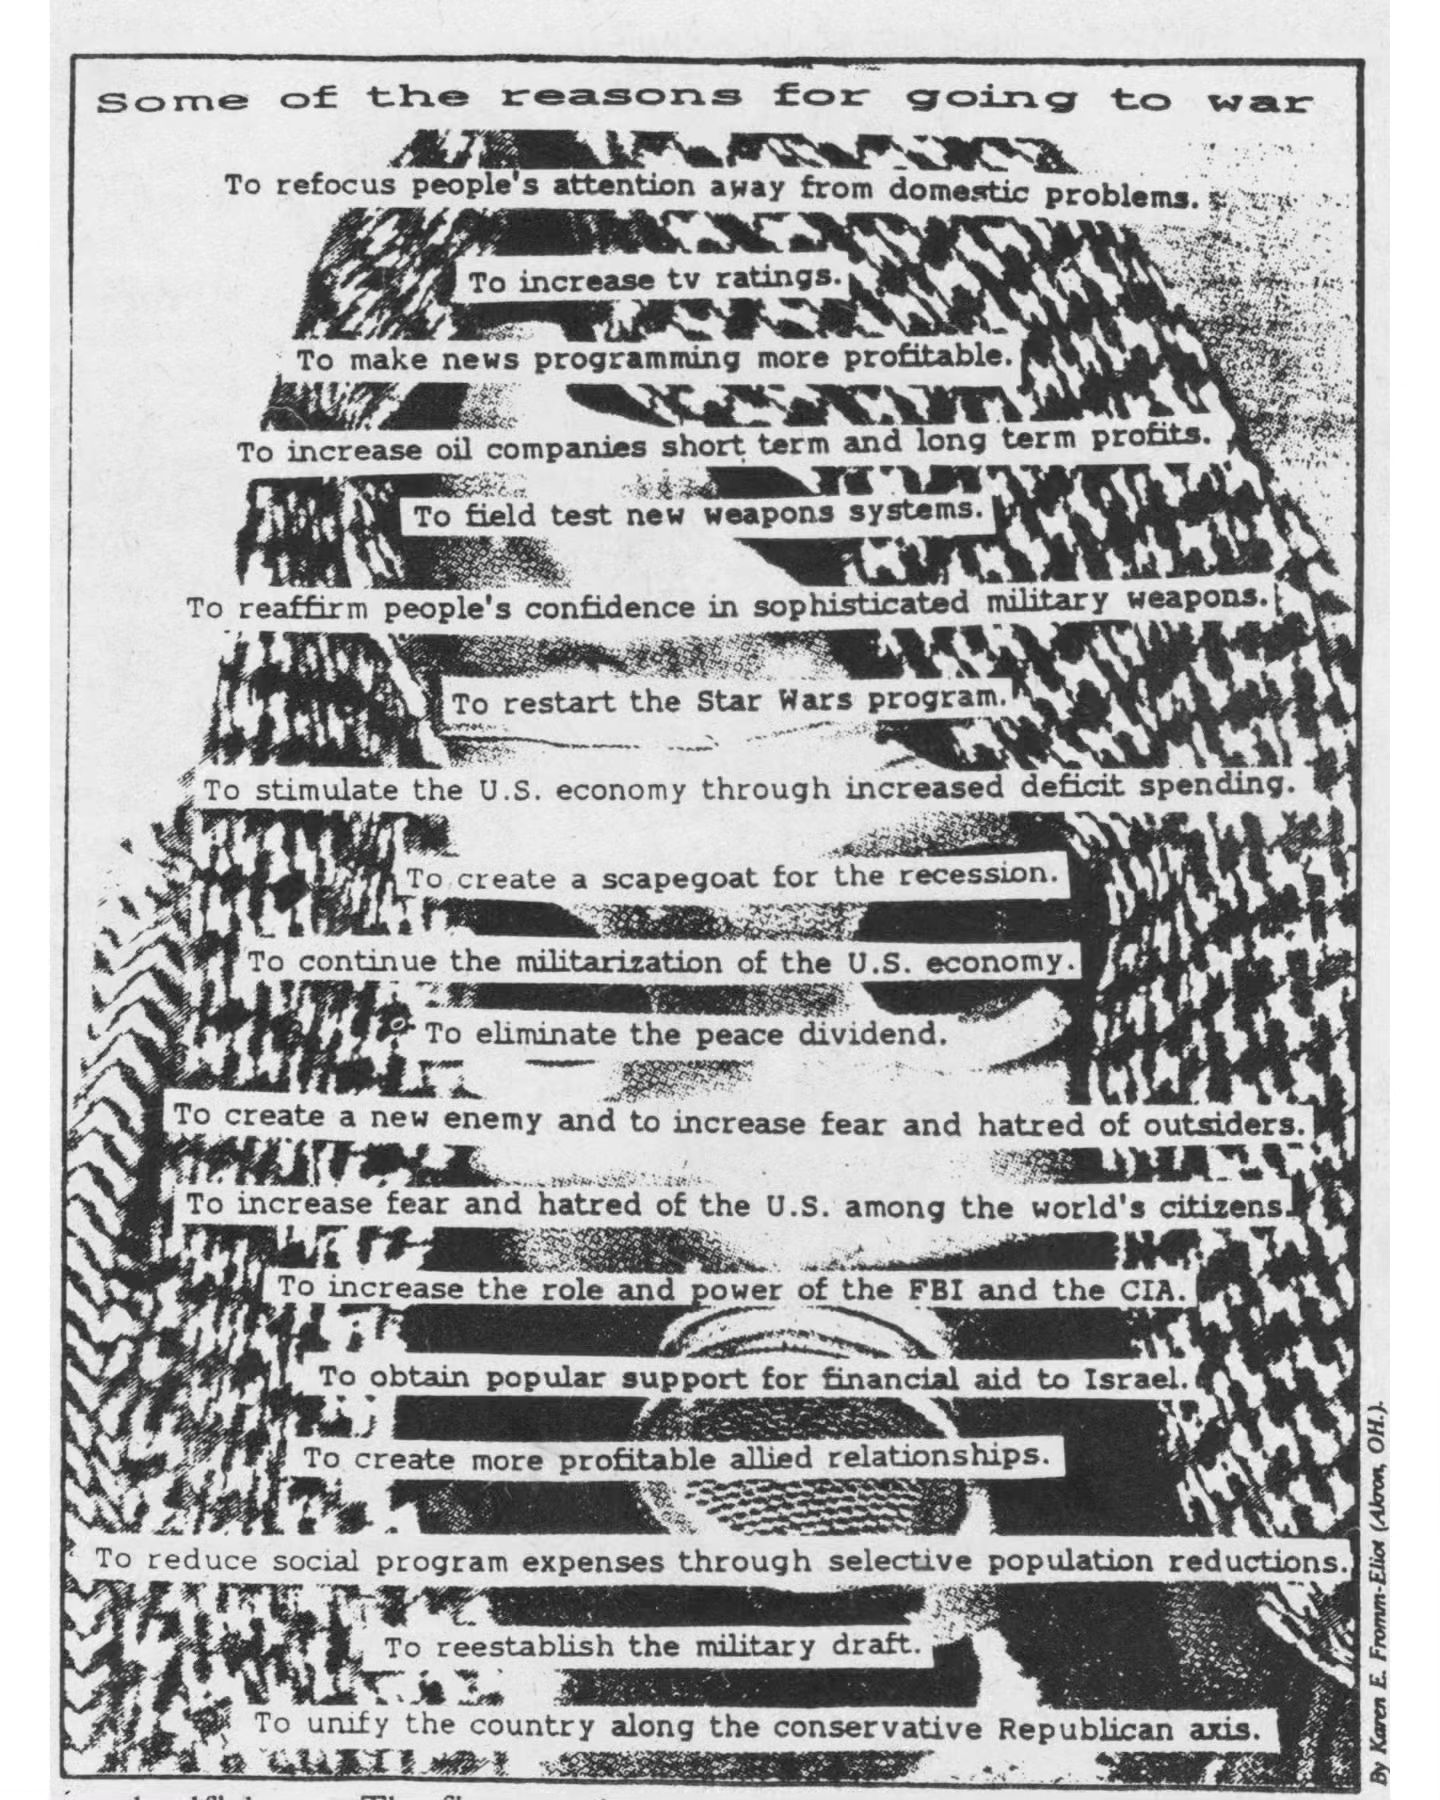 Some of the reasons for going to war
To refocus people's attention away from domestic problems.
To increase tv ratings.
To make news programming more profitable.
To increase oil companies short term and long term profits.
To field test new weapons systems.
To reaffirm people's confidence in sophisticated military weapons.
To restart the Star Wars program.
To stimulate the U.S. economy through increased deficit spending.
To create a scapegoat for the recession.
To continue the militarization of the U.S. economy.
To eliminate the peace dividend.
To create a new enemy and to increase fear and hatred of outsiders.
To increase fear and hatred of the U.S. among the world's citizens.
To increase the role and power of the FBI and the CIA.
To obtain popular support for financial aid to Israel.
To create more profitable allied relationships.
To reduce social program expenses through selective population reductions.
To reestablish the military draft.
To unify the country along the conservative Republican axis.
By Karen E. Fromm-Eliot (Akron, OH.).